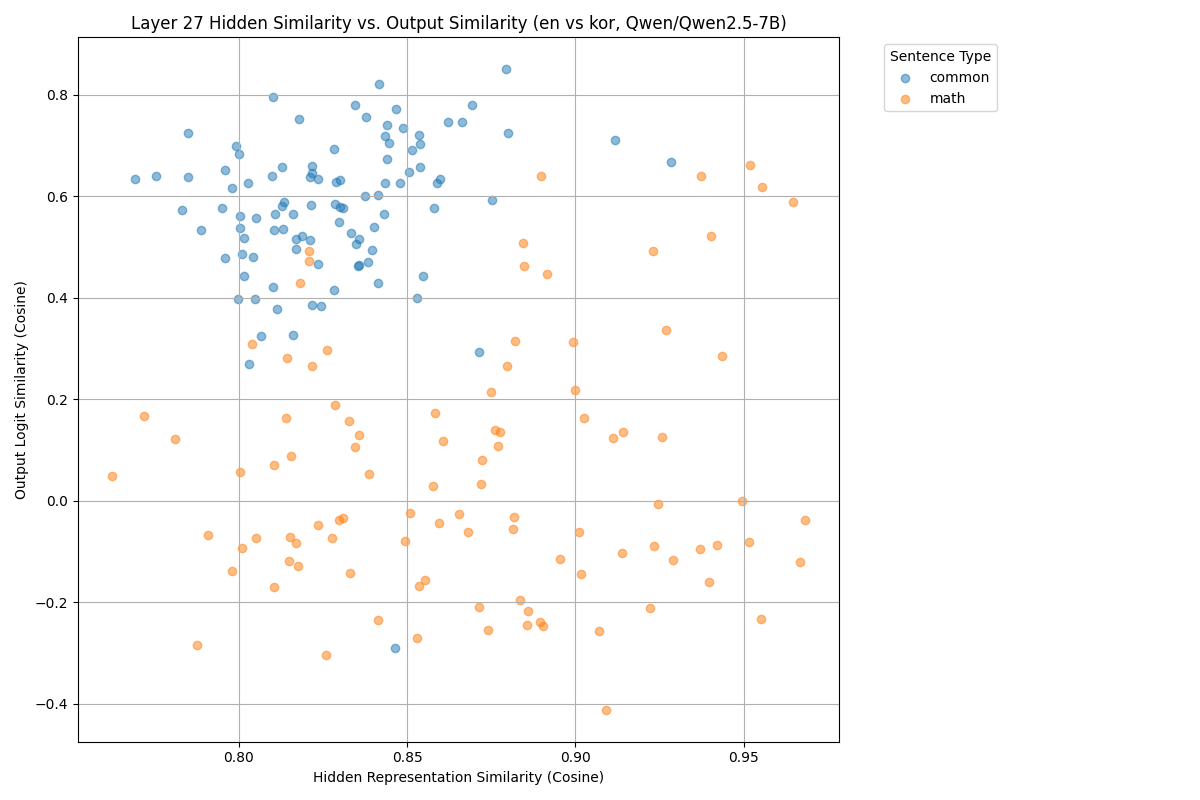 Layer 27 Hidden Similarity vs. Output Similarity (en vs kor, Qwen/Qwen2.5-7B)
Sentence Type
common
math
Output Logit Similarity (Cosine)
0.8
0.6
0.4
0.2
0.0
−0.2
−0.4
0.80 0.85 0.90 0.95
Hidden Representation Similarity (Cosine)